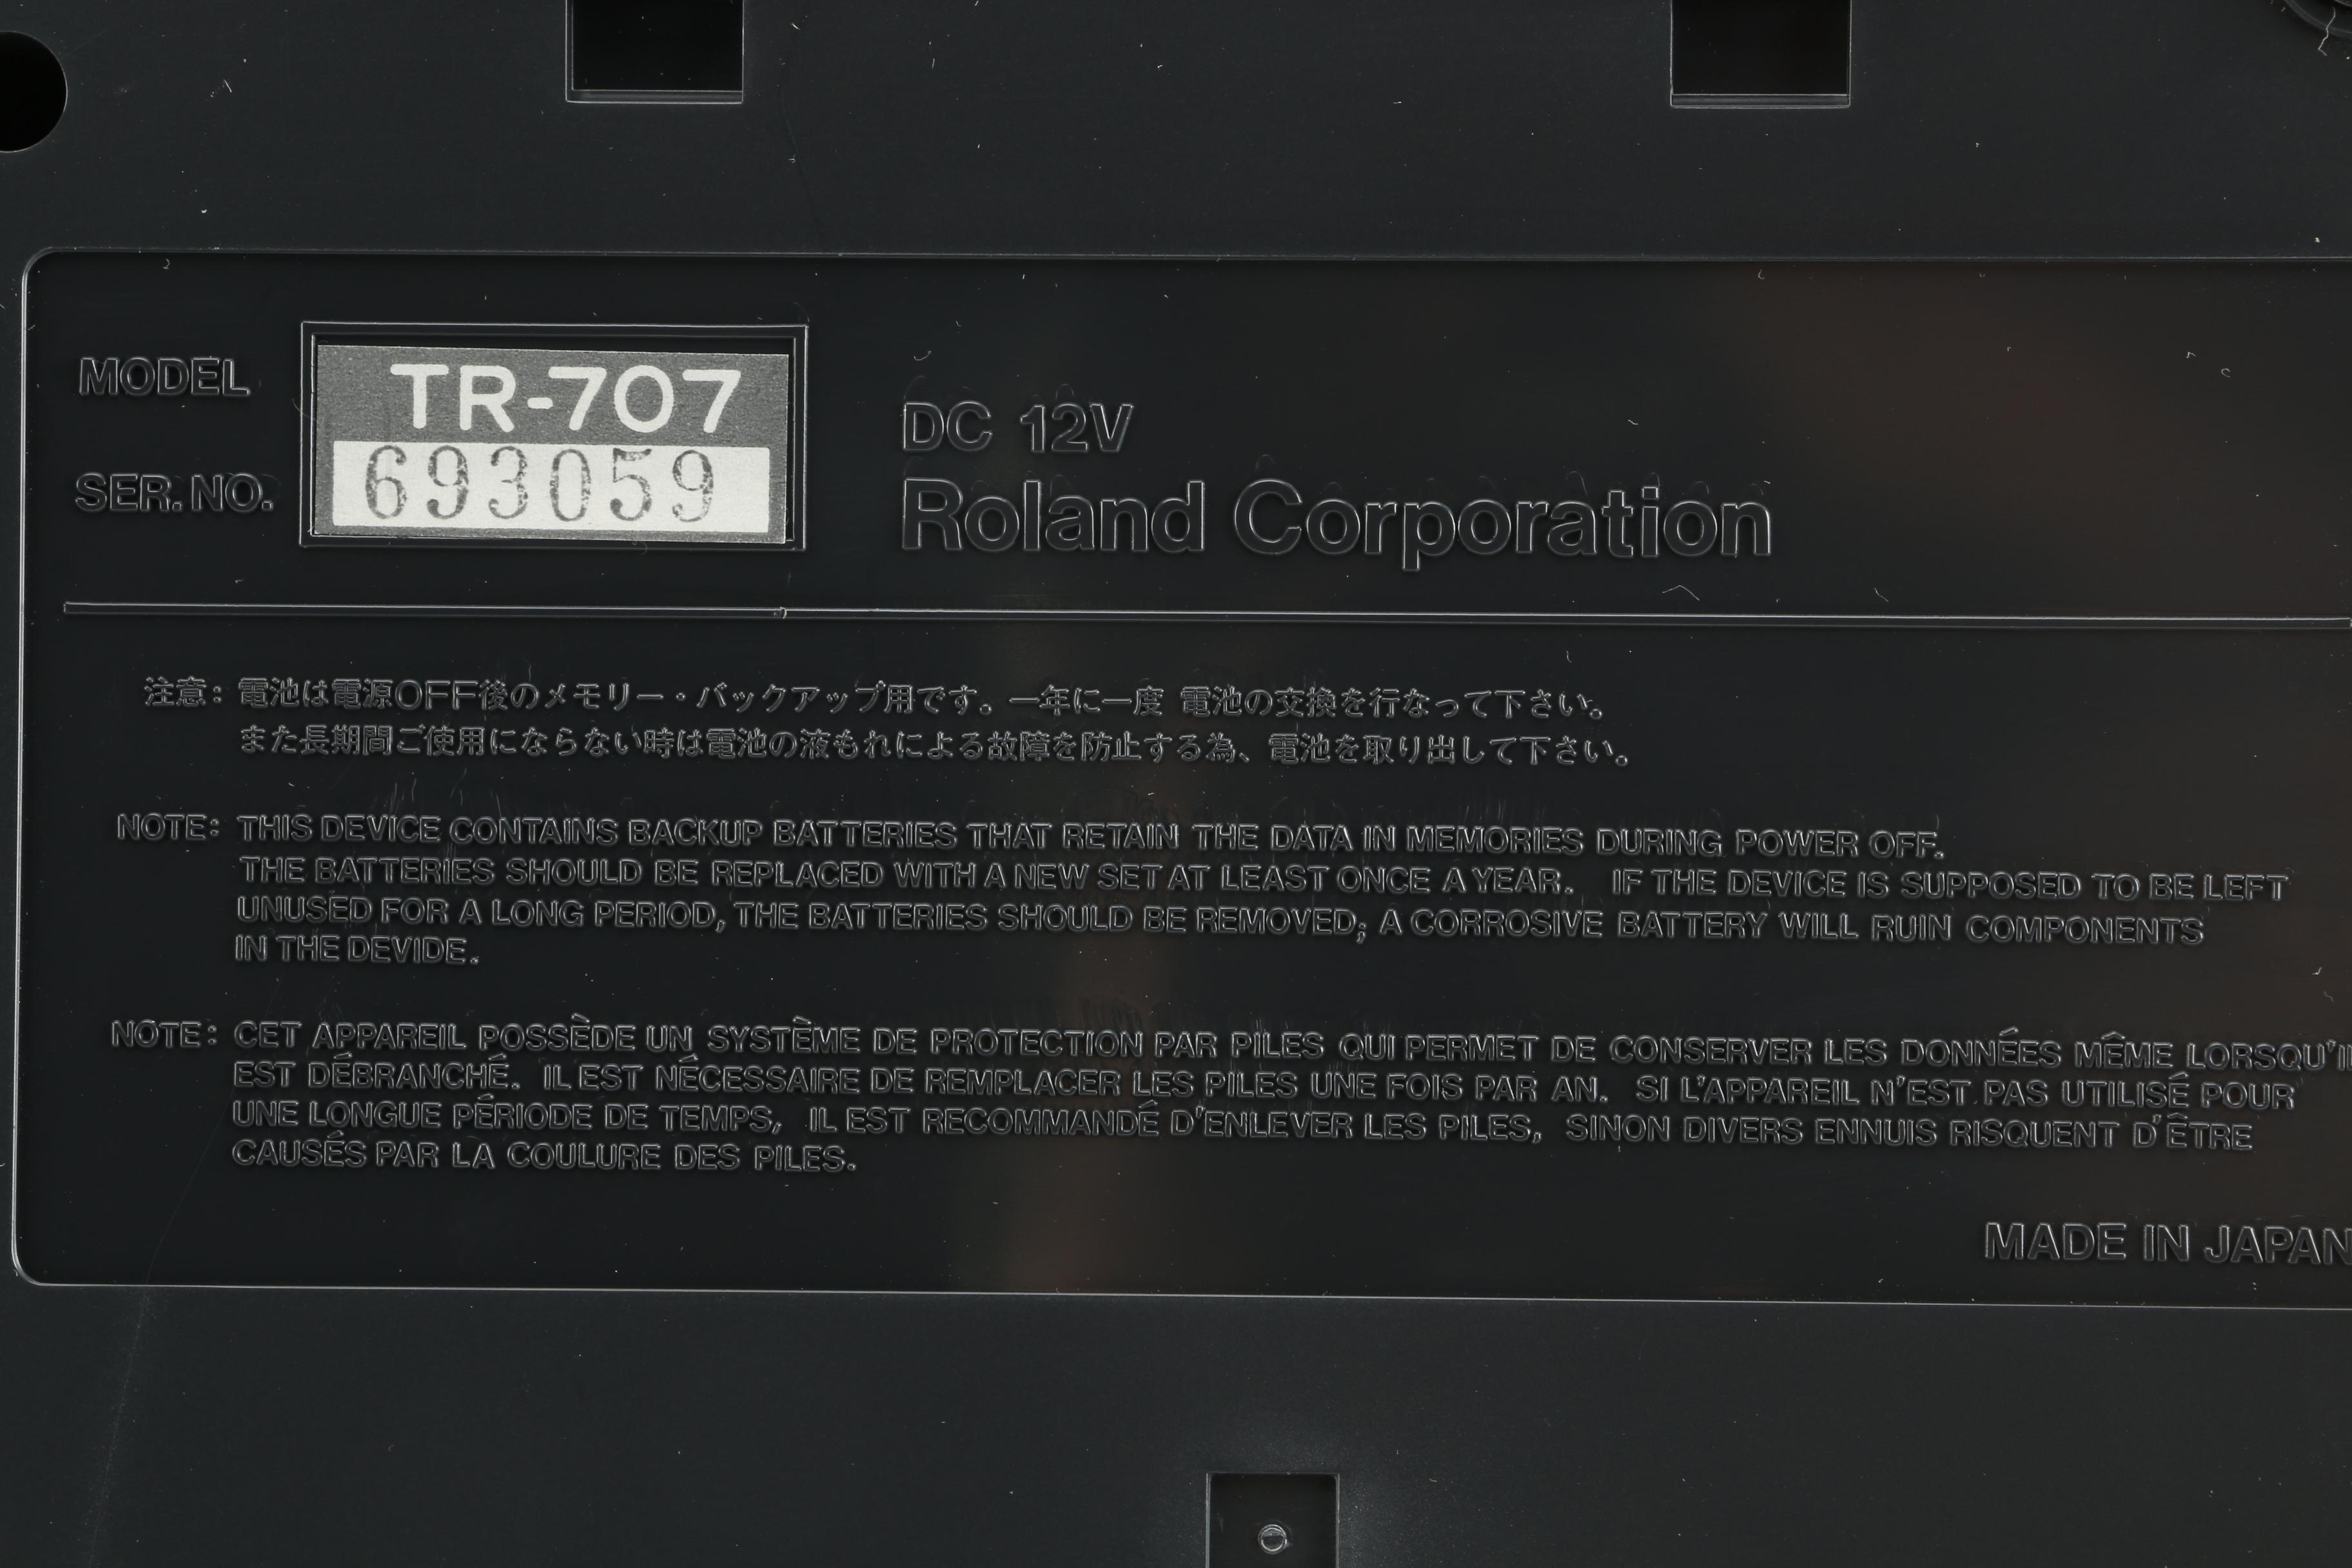 MODEL TR-707
SER. NO. 693059
DC 12V
Roland Corporation
注意: 電池は電源OFF後のメモリー・バックアップ用です。一年に一度 電池の交換を行なって下さい。
また長期間ご使用にならない時は電池の液もれによる故障を防止する為、電池を取り出して下さい。
NOTE: THIS DEVICE CONTAINS BACKUP BATTERIES THAT RETAIN THE DATA IN MEMORIES DURING POWER OFF.
THE BATTERIES SHOULD BE REPLACED WITH A NEW SET AT LEAST ONCE A YEAR. IF THE DEVICE IS SUPPOSED TO BE LEFT
UNUSED FOR A LONG PERIOD, THE BATTERIES SHOULD BE REMOVED; A CORROSIVE BATTERY WILL RUIN COMPONENTS
IN THE DEVIDE.
NOTE: CET APPAREIL POSSÈDE UN SYSTÈME DE PROTECTION PAR PILES QUI PERMET DE CONSERVER LES DONNÉES MÊME LORSQU'IL
EST DÉBRANCHÉ. IL EST NÉCESSAIRE DE REMPLACER LES PILES UNE FOIS PAR AN. SI L'APPAREIL N'EST PAS UTILISÉ POUR
UNE LONGUE PÉRIODE DE TEMPS, IL EST RECOMMANDÉ D'ENLEVER LES PILES, SINON DIVERS ENNUIS RISQUENT D'ÊTRE
CAUSÉS PAR LA COULURE DES PILES.
MADE IN JAPAN